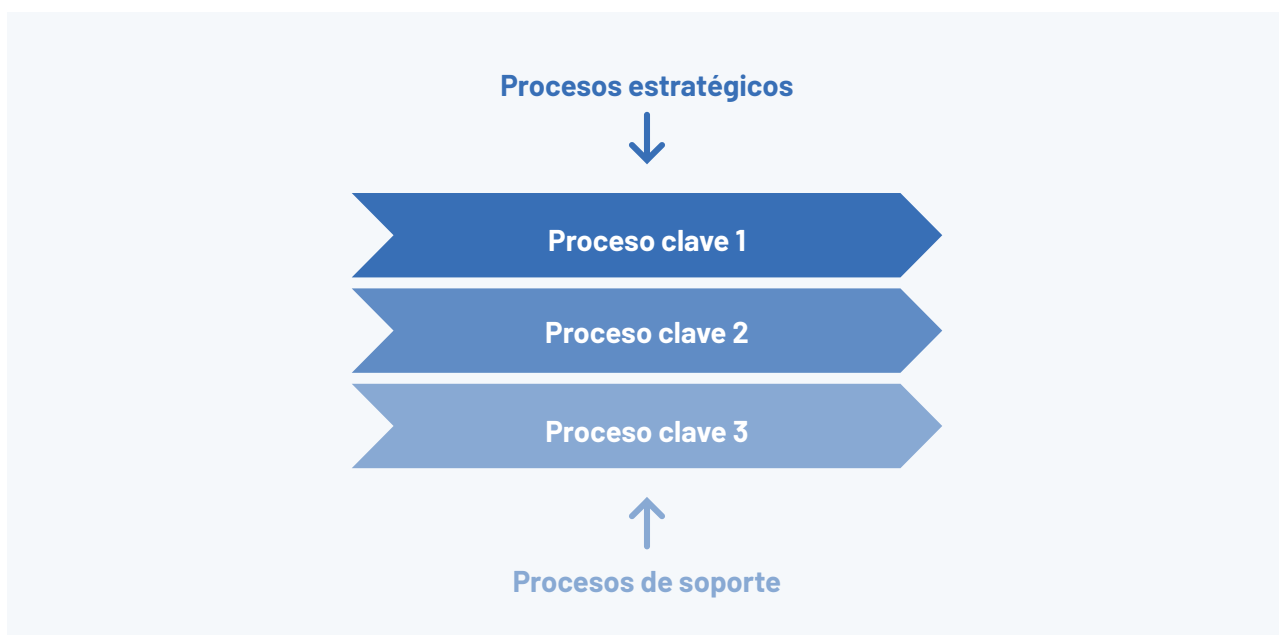 Procesos estratégicos
Proceso clave 1
Proceso clave 2
Proceso clave 3
Procesos de soporte